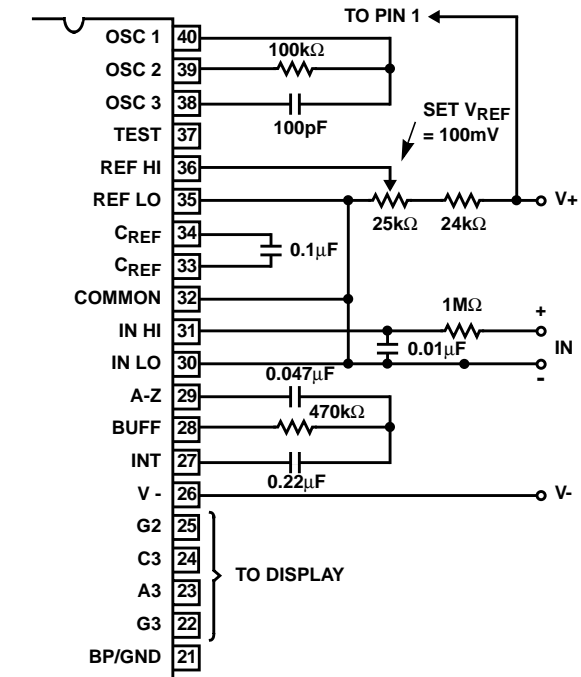 TO PIN 1
OSC 1 40
100kΩ
OSC 2 39
OSC 3 38
100pF
SET VREF
= 100mV
TEST 37
REF HI 36
REF LO 35
V+
25kΩ 24kΩ
CREF 34
0.1μF
CREF 33
COMMON 32
1MΩ
+
IN HI 31
0.01μF
IN
IN LO 30
-
0.047μF
A-Z 29
470kΩ
BUFF 28
INT 27
0.22μF
V - 26
V-
G2 25
C3 24
TO DISPLAY
A3 23
G3 22
BP/GND 21